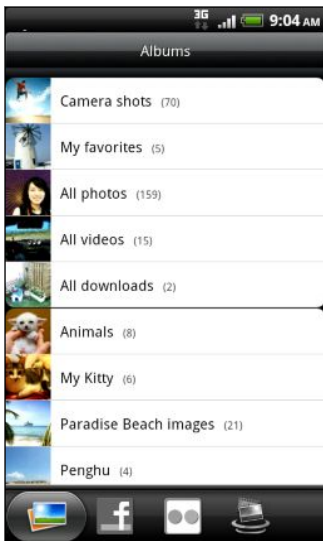 3G
9:04 AM
Albums
Camera shots (70)
My favorites (5)
All photos (159)
All videos (15)
All downloads (2)
Animals (8)
My Kitty (6)
Paradise Beach images (21)
Penghu (4)
f